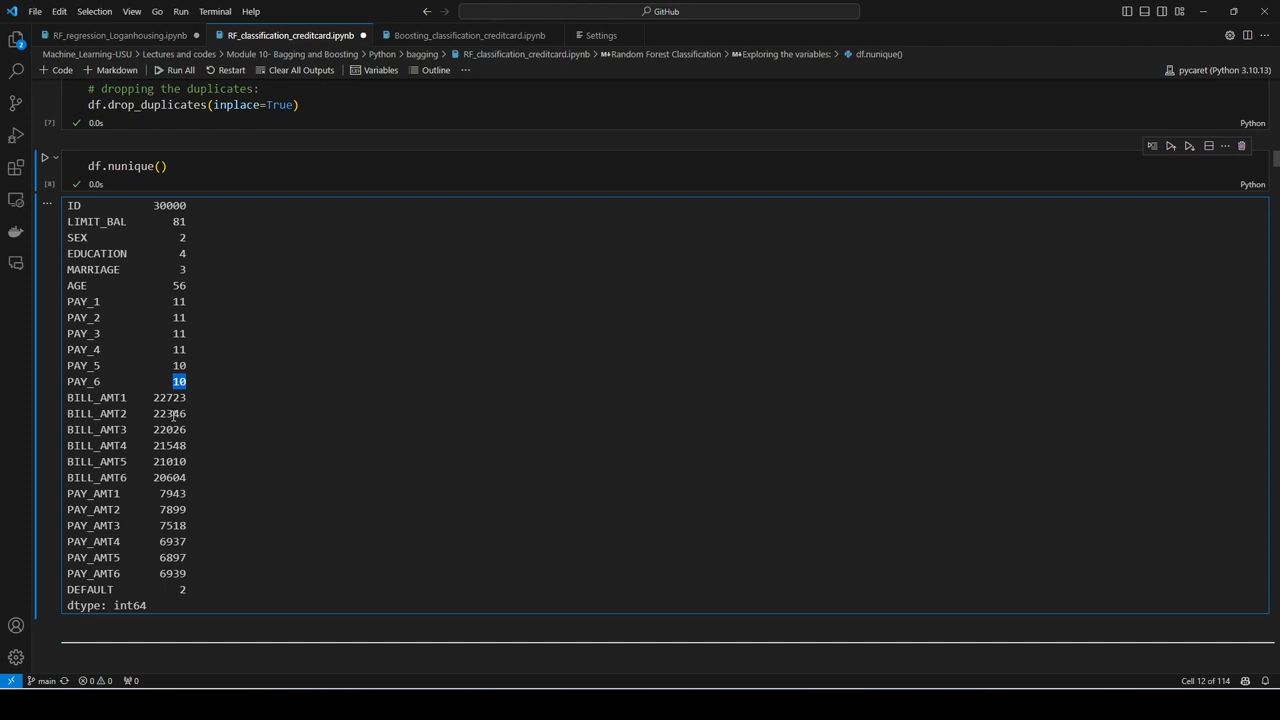 File Edit Selection View Go Run Terminal Help
GitHub
RF_regression_Loganhousing.ipynb RF_classification_creditcard.ipynb Boosting_classification_creditcard.ipynb Settings
Machine_Learning-USU > Lectures and codes > Module 10- Bagging and Boosting > Python > bagging > RF_classification_creditcard.ipynb > Random Forest Classification > Exploring the variables: > df.nunique()
Code Markdown Run All Restart Clear All Outputs Variables Outline ... pycaret (Python 3.10.13)
# dropping the duplicates:
df.drop_duplicates(inplace=True)
[7] 0.0s Python
df.nunique()
[8] 0.0s Python
ID 30000
LIMIT_BAL 81
SEX 2
EDUCATION 4
MARRIAGE 3
AGE 56
PAY_1 11
PAY_2 11
PAY_3 11
PAY_4 11
PAY_5 10
PAY_6 10
BILL_AMT1 22723
BILL_AMT2 22346
BILL_AMT3 22026
BILL_AMT4 21548
BILL_AMT5 21010
BILL_AMT6 20604
PAY_AMT1 7943
PAY_AMT2 7899
PAY_AMT3 7518
PAY_AMT4 6937
PAY_AMT5 6897
PAY_AMT6 6939
DEFAULT 2
dtype: int64
2
main 0 0 0 Cell 12 of 114